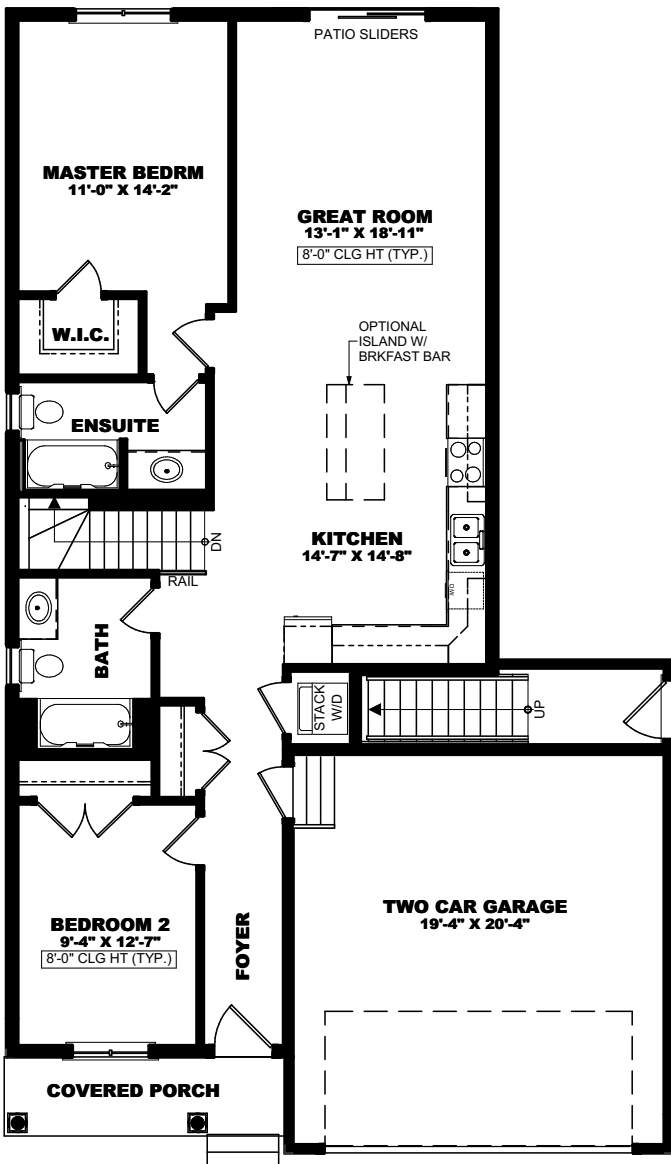 PATIO SLIDERS
MASTER BEDRM
11'-0" X 14'-2"
GREAT ROOM
13'-1" X 18'-11"
8'-0" CLG HT (TYP.)
W.I.C.
OPTIONAL
ISLAND W/
BRKFAST BAR
ENSUITE
KITCHEN
14'-7" X 14'-8"
DN
RAIL
D/W
BATH
STACK
W/D
UP
BEDROOM 2
9'-4" X 12'-7"
8'-0" CLG HT (TYP.)
FOYER
TWO CAR GARAGE
19'-4" X 20'-4"
COVERED PORCH